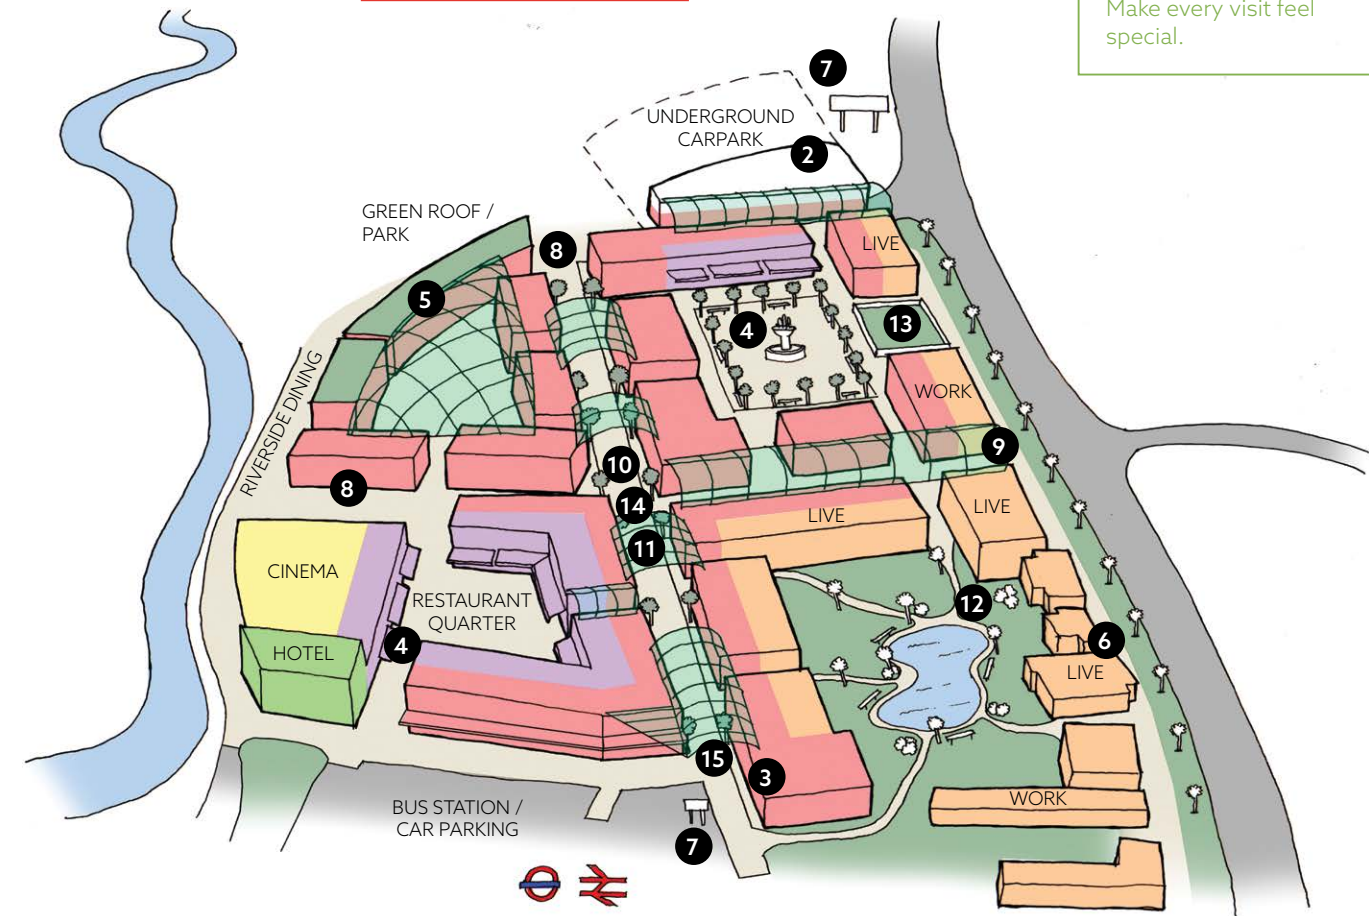 Make every visit feel
special.
7
UNDERGROUND
CARPARK
2
GREEN ROOF /
PARK
8
LIVE
5
4
13
RIVERSIDE DINING
WORK
9
10
8
14
LIVE
LIVE
11
CINEMA
RESTAURANT
QUARTER
12
4
6
HOTEL
LIVE
15
3
WORK
BUS STATION /
CAR PARKING
7